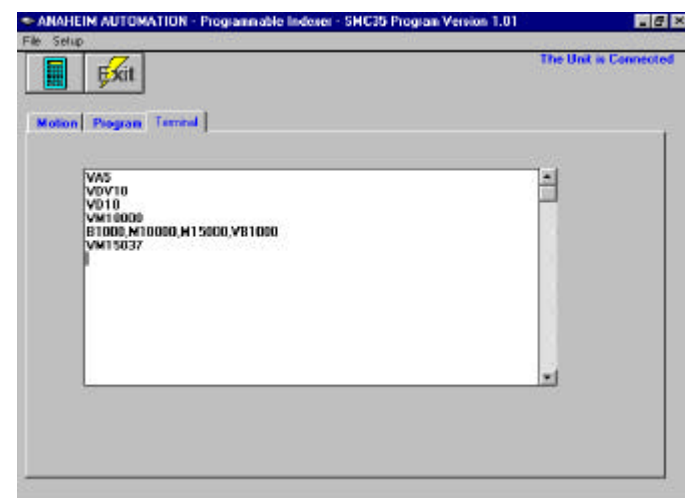 ANAHEIM AUTOMATION - Programmable Indexer - SMC35 Program Version 1.01
File Setup
Exit
The Unit is Connected
Motion Program Terminal
VA5
VDV10
VD10
VM10000
B1000,M10000,M15000,VB1000
VM15037